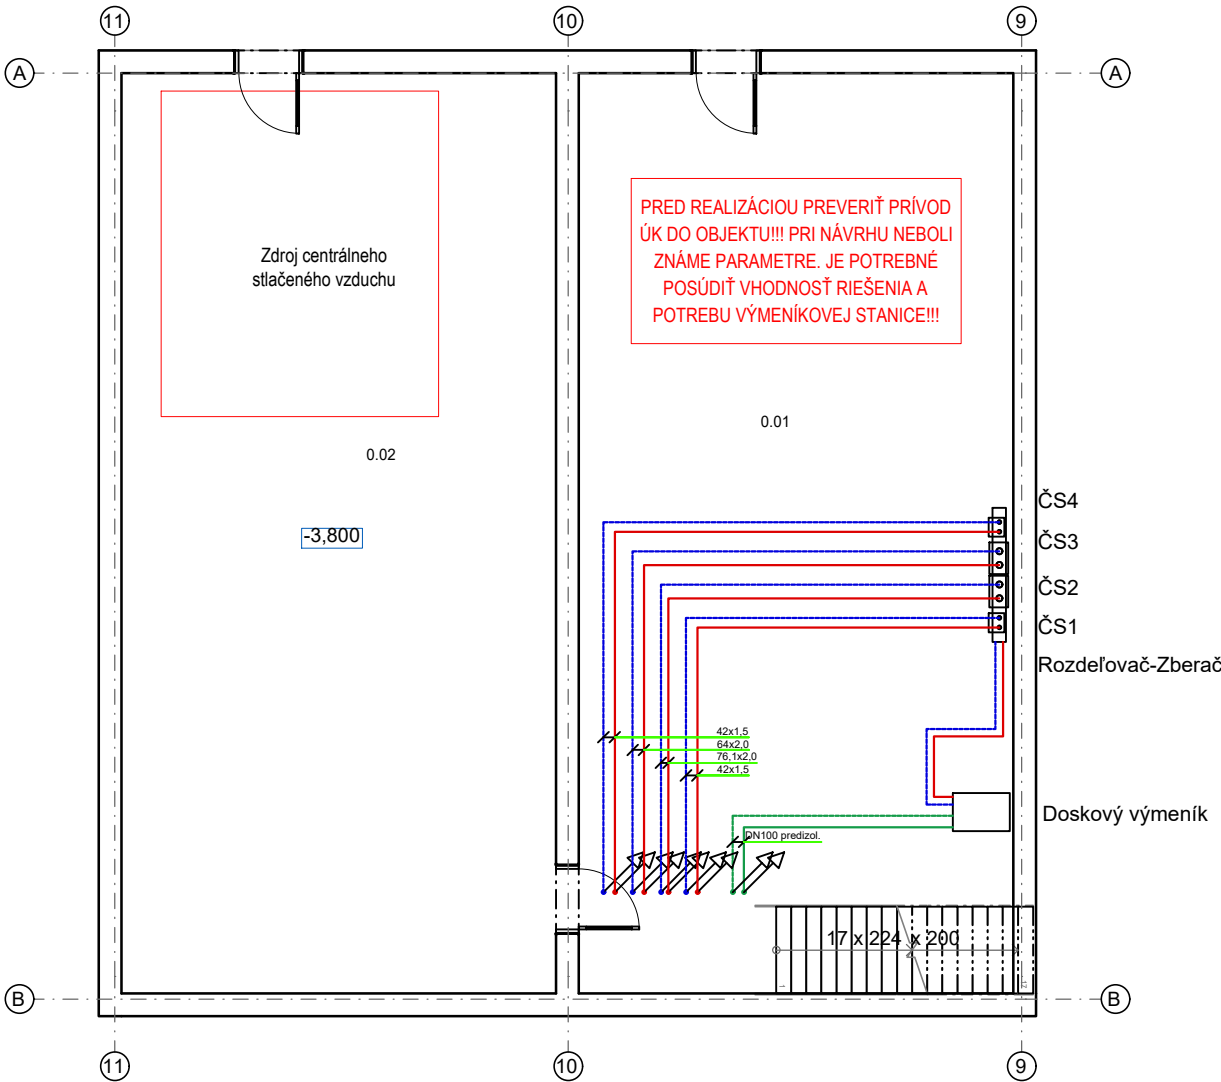 11
10
9
A
A
PRED REALIZÁCIOU PREVERIŤ PRÍVOD
ÚK DO OBJEKTU!!! PRI NÁVRHU NEBOLI
ZNÁME PARAMETRE. JE POTREBNÉ
POSÚDIŤ VHODNOSŤ RIEŠENIA A
POTREBU VÝMENÍKOVEJ STANICE!!!
Zdroj centrálneho
stlačeného vzduchu
0.01
0.02
-3,800
ČS4
ČS3
ČS2
ČS1
Rozdeľovač-Zberač
42x1,5
64x2,0
76,1x2,0
42x1,5
Doskový výmeník
DN100 predizol.
17 x 224 x 200
1
17
B
B
11
10
9